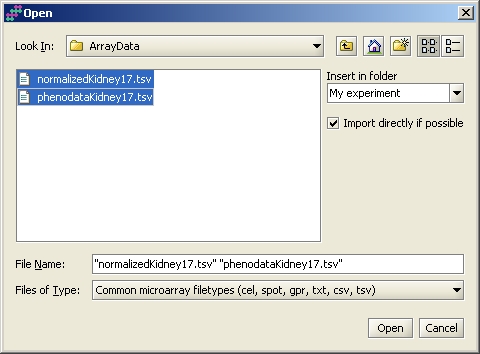 Open
Look In: ArrayData
normalizedKidney17.tsv
phenodataKidney17.tsv
Insert in folder
My experiment
Import directly if possible
File Name: "normalizedKidney17.tsv" "phenodataKidney17.tsv"
Files of Type: Common microarray filetypes (cel, spot, gpr, txt, csv, tsv)
Open Cancel